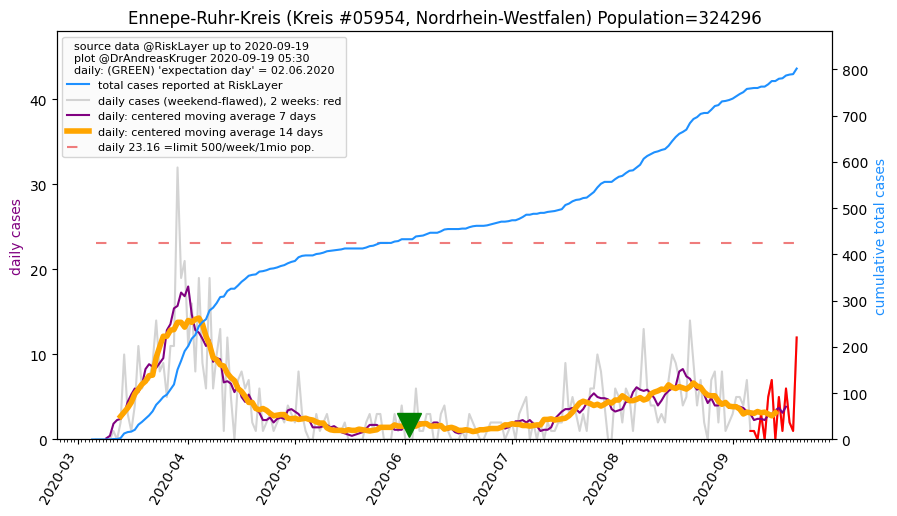 Ennepe-Ruhr-Kreis (Kreis #05954, Nordrhein-Westfalen) Population=324296
source data @RiskLayer up to 2020-09-19
plot @DrAndreasKruger 2020-09-19 05:30
daily: (GREEN) 'expectation day' = 02.06.2020
total cases reported at RiskLayer
daily cases (weekend-flawed), 2 weeks: red
daily: centered moving average 7 days
daily: centered moving average 14 days
daily 23.16 =limit 500/week/1mio pop.
daily cases
40
30
20
10
0
cumulative total cases
800
700
600
500
400
300
200
100
0
2020-03
2020-04
2020-05
2020-06
2020-07
2020-08
2020-09